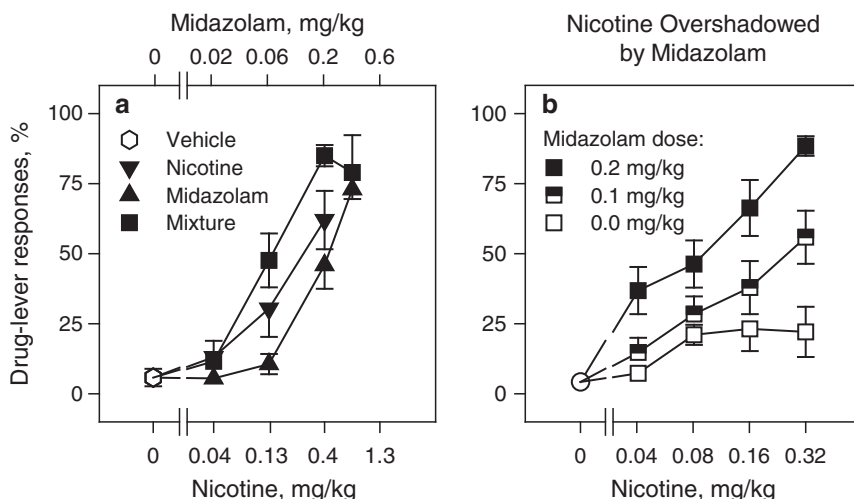 Midazolam, mg/kg
0 0.02 0.06 0.2 0.6
Drug-lever responses, %
100
75
50
25
0
a
Vehicle
Nicotine
Midazolam
Mixture
0 0.04 0.13 0.4 1.3
Nicotine, mg/kg
Nicotine Overshadowed
by Midazolam
100
75
50
25
0
b
Midazolam dose:
0.2 mg/kg
0.1 mg/kg
0.0 mg/kg
0 0.04 0.08 0.16 0.32
Nicotine, mg/kg